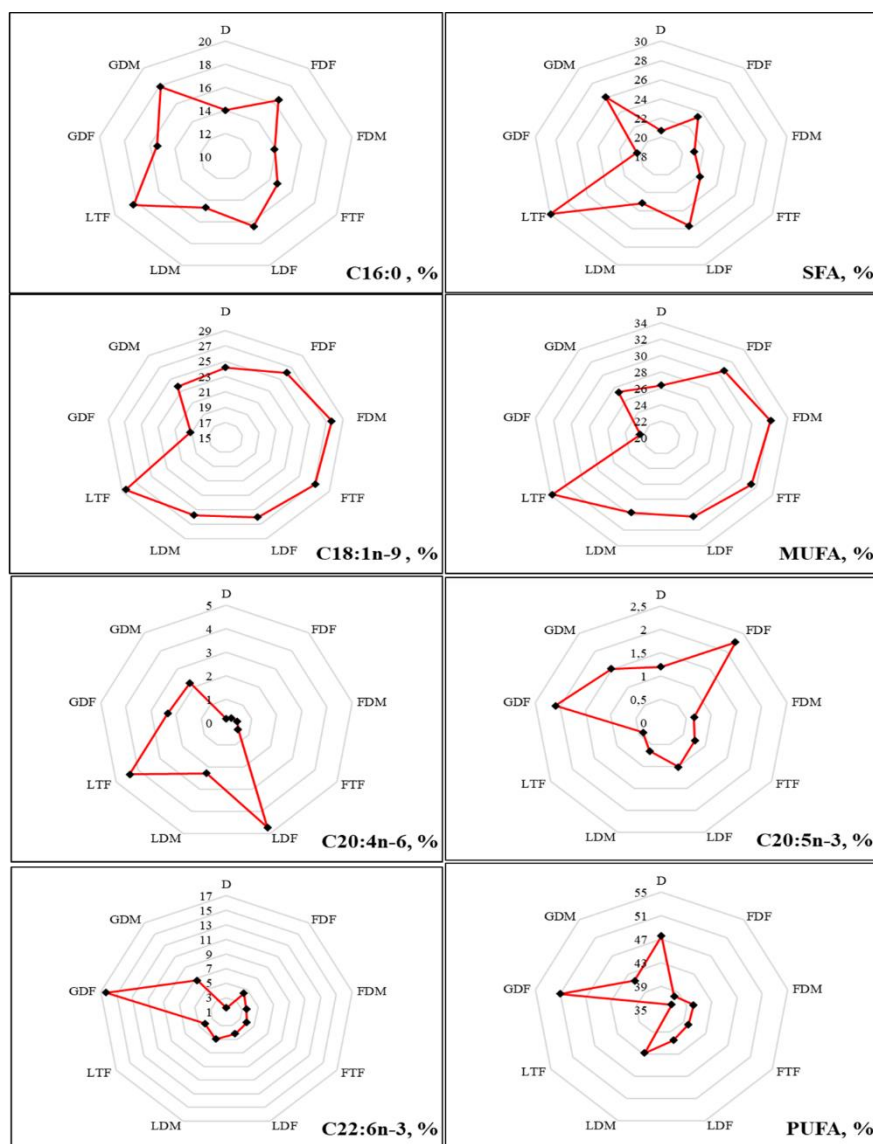 D
20
GDM
FDF
18
16
GDF
FDM
14
12
10
LTF
FTF
LDM
LDF
C16:0 , %
D
30
GDM
FDF
28
26
GDF
FDM
24
22
20
18
LTF
FTF
LDM
LDF
SFA, %
D
29
27
GDM
FDF
25
23
GDF
FDM
21
19
17
15
LTF
FTF
LDM
LDF
C18:1n-9 , %
D
34
32
GDM
FDF
30
28
GDF
FDM
26
24
22
20
LTF
FTF
LDM
LDF
MUFA, %
D
5
GDM
FDF
4
3
GDF
FDM
2
1
0
LTF
FTF
LDM
LDF
C20:4n-6, %
D
2,5
GDM
FDF
2
1,5
GDF
FDM
1
0,5
0
LTF
FTF
LDM
LDF
C20:5n-3, %
D
17
15
GDM
FDF
13
11
9
GDF
FDM
7
5
3
1
LTF
FTF
LDM
LDF
C22:6n-3, %
D
55
GDM
FDF
51
47
GDF
FDM
43
39
35
LTF
FTF
LDM
LDF
PUFA, %